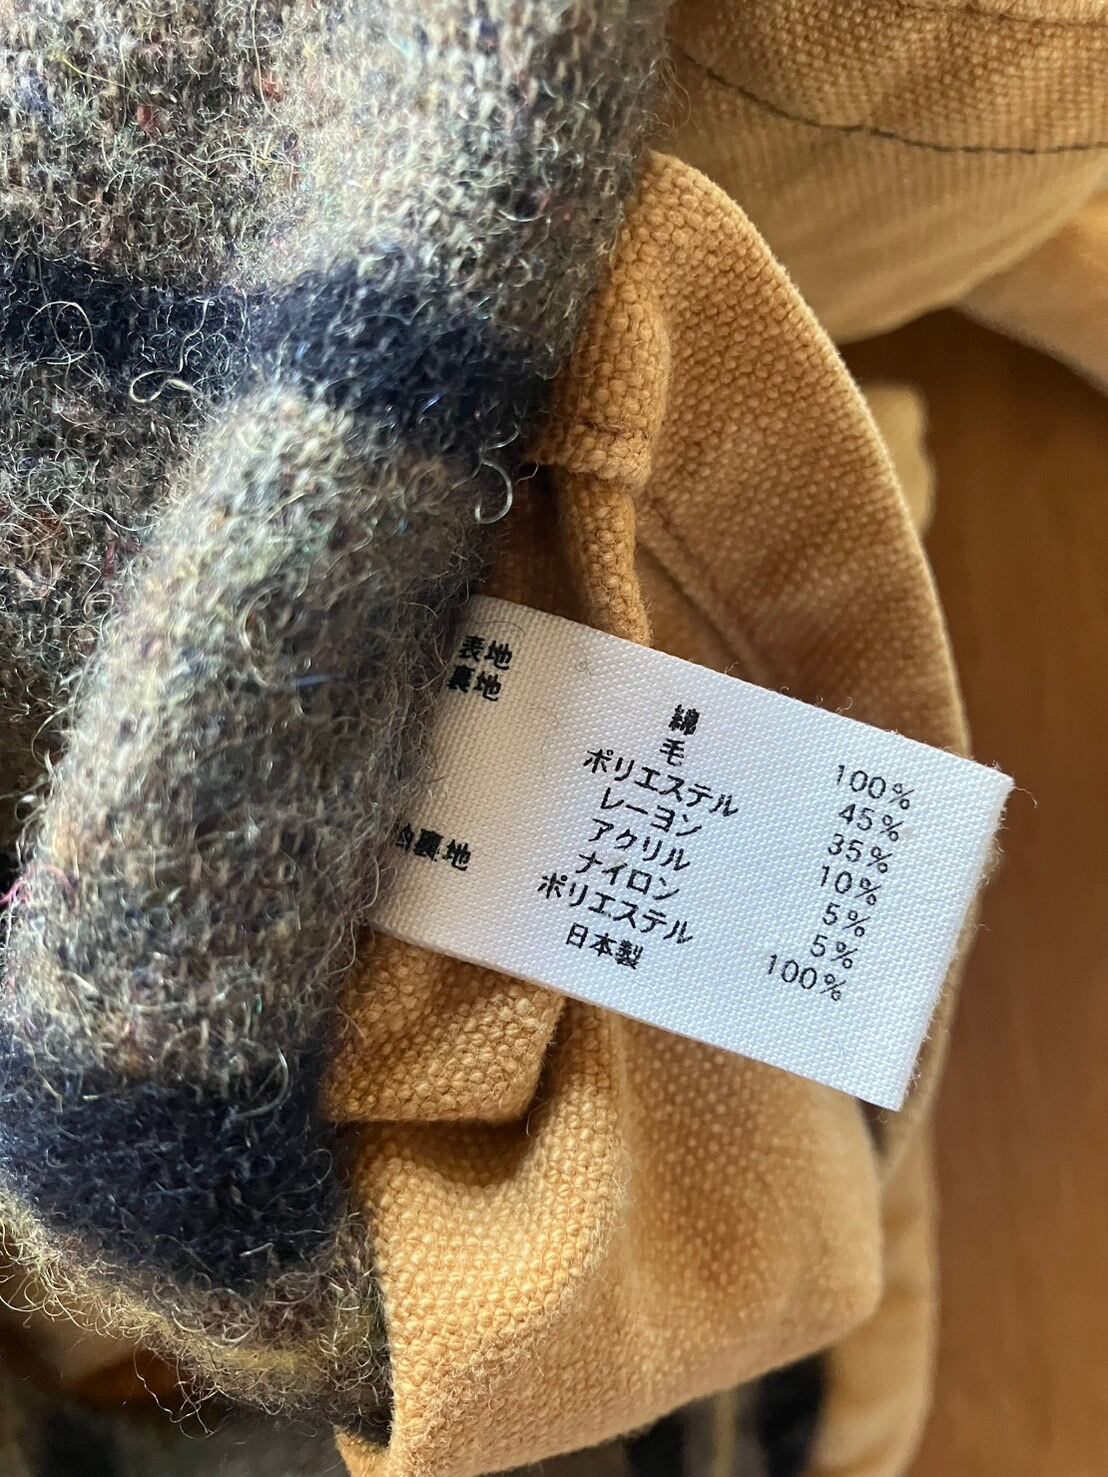 表地 綿 100%
裏地 毛 45%
ポリエステル 35%
レーヨン 10%
アクリル 5%
ナイロン 5%
裏地 ポリエステル 100%
日本製